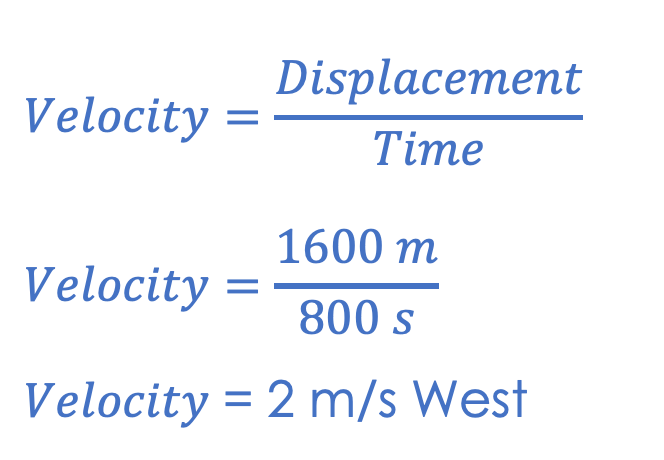 Velocity = Displacement / Time
Velocity = 1600 m / 800 s
Velocity = 2 m/s West